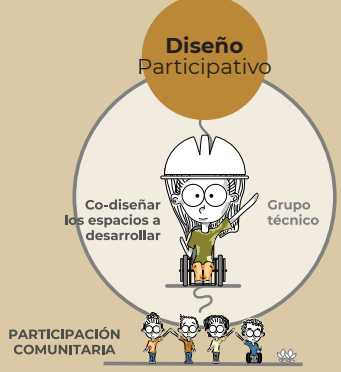 Diseño
Participativo
Co-diseñar
los espacios a
desarrollar
Grupo
técnico
PARTICIPACIÓN
COMUNITARIA